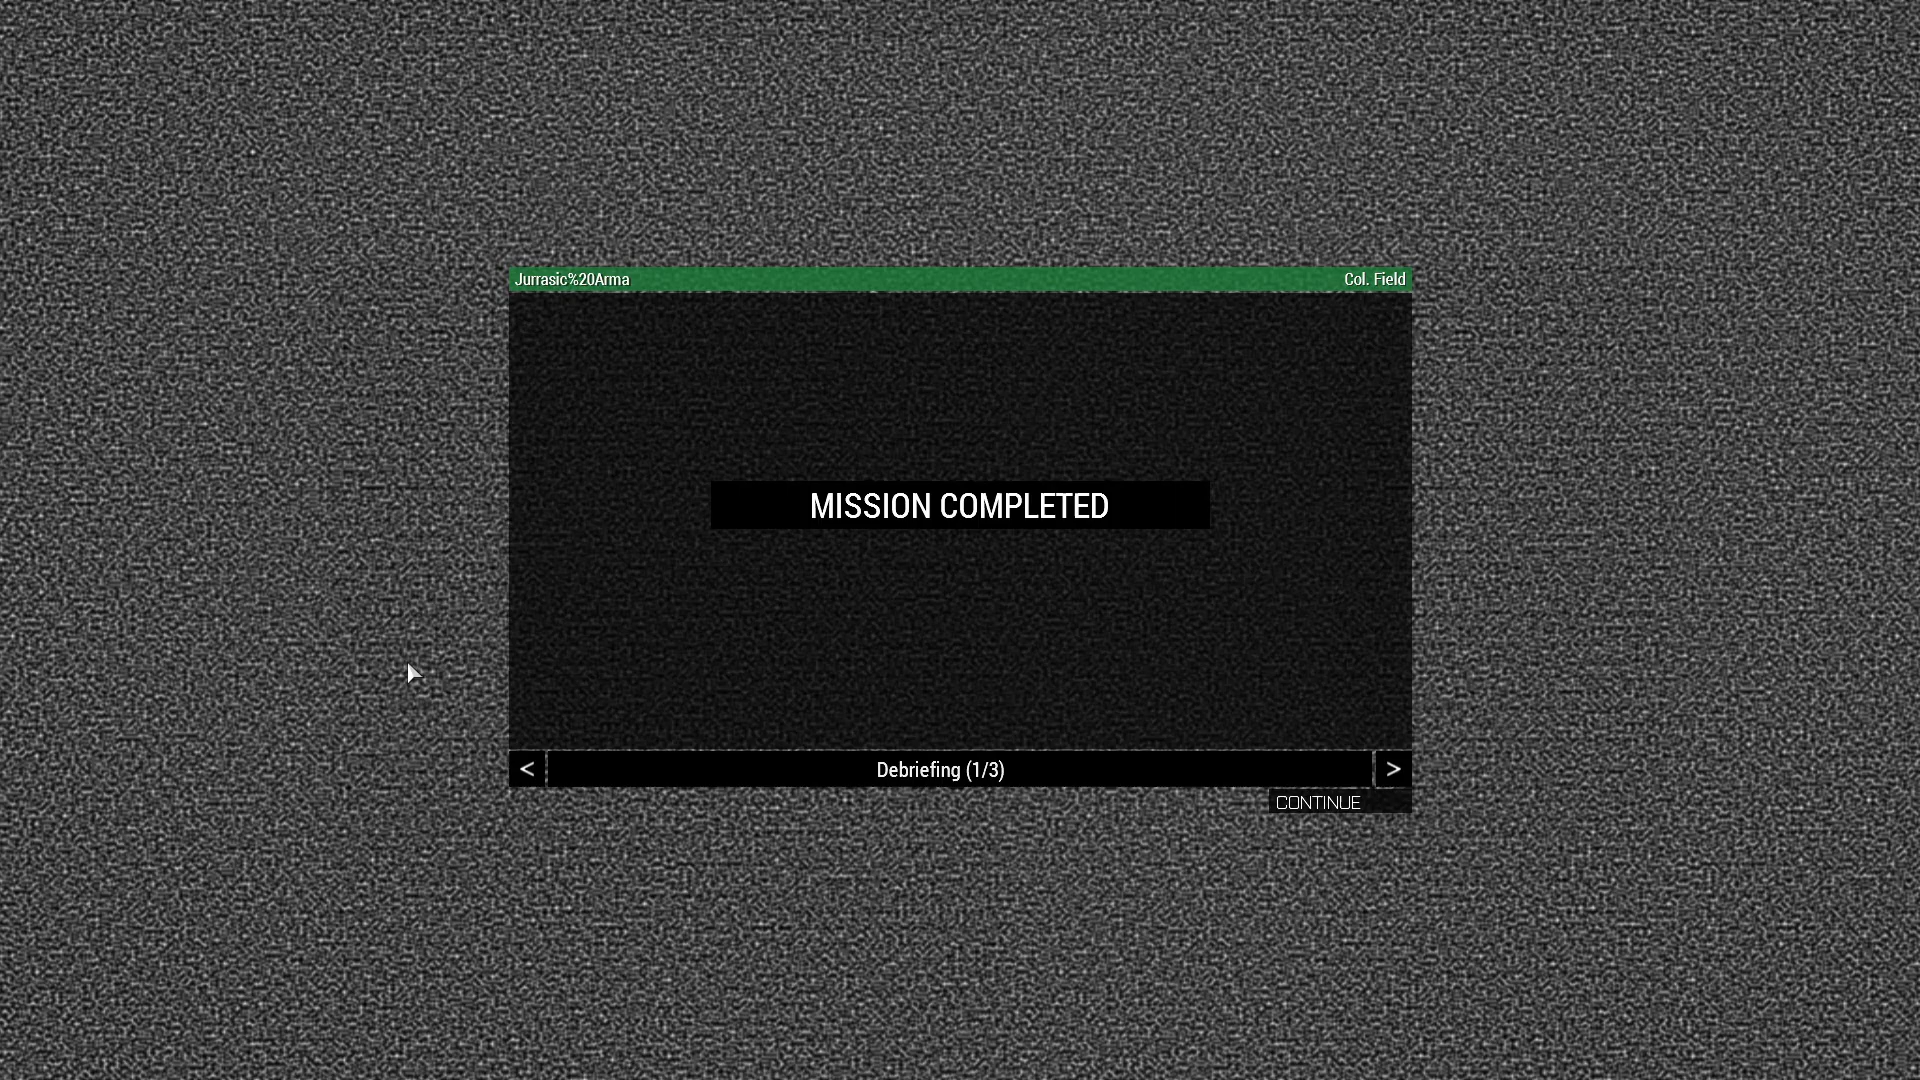 Jurrasic%20Arma Col. Field
MISSION COMPLETED
< Debriefing (1/3) >
CONTINUE